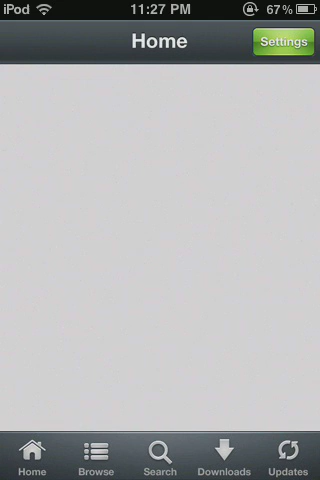 iPod 11:27 PM 67%
Home Settings
Home Browse Search Downloads Updates